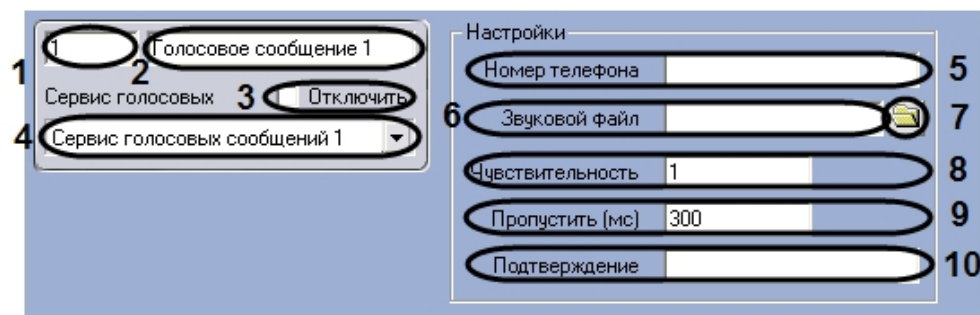 1 Голосовое сообщение 1
1 2
Сервис голосовых 3 Отключить
4 Сервис голосовых сообщений 1
Настройки
Номер телефона 5
6 Звуковой файл 7
Чувствительность 1 8
Пропустить (мс) 300 9
Подтверждение 10